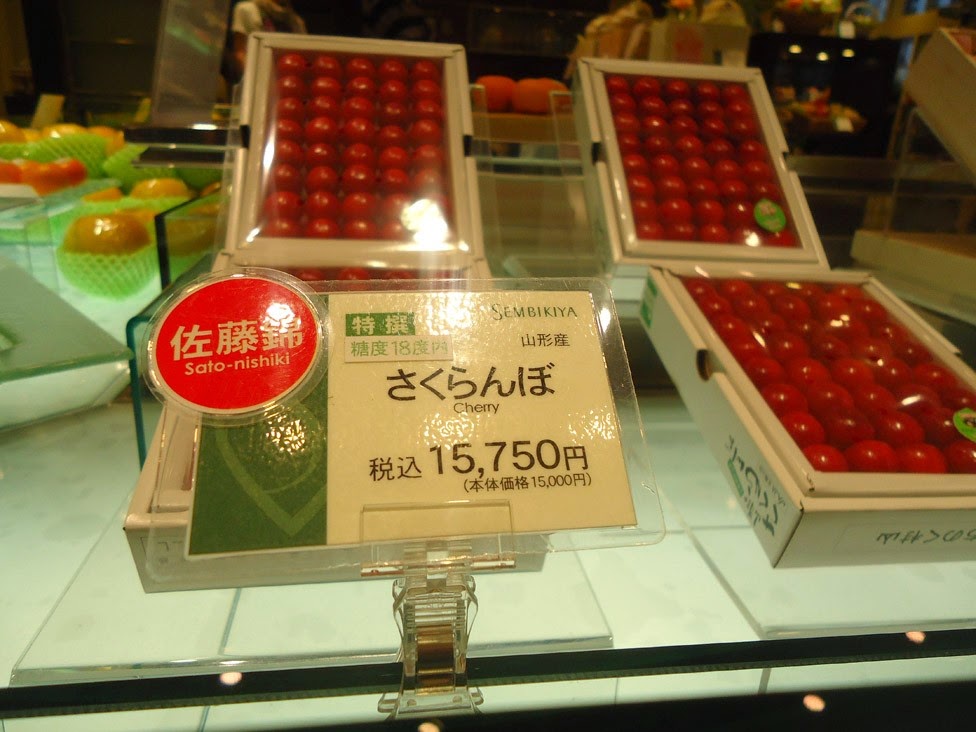 佐藤錦
Sato-nishiki
特撰
SEMBIKIYA
糖度18度内
山形産
さくらんぼ
Cherry
税込 15,750円
(本体価格15,000円)